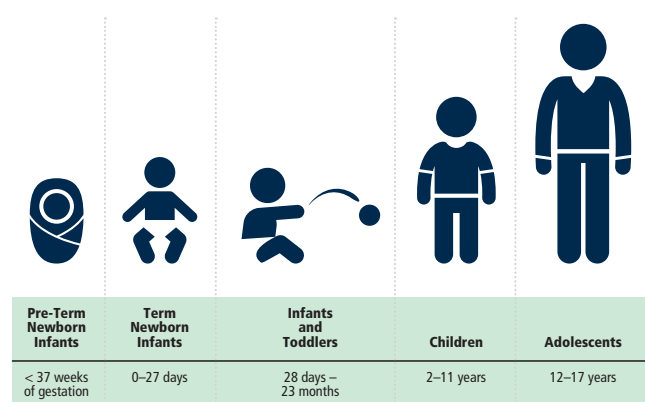 Pre-Term
Newborn
Infants
Term
Newborn
Infants
Infants
and
Toddlers
Children
Adolescents
< 37 weeks
of gestation
0–27 days
28 days –
23 months
2–11 years
12–17 years